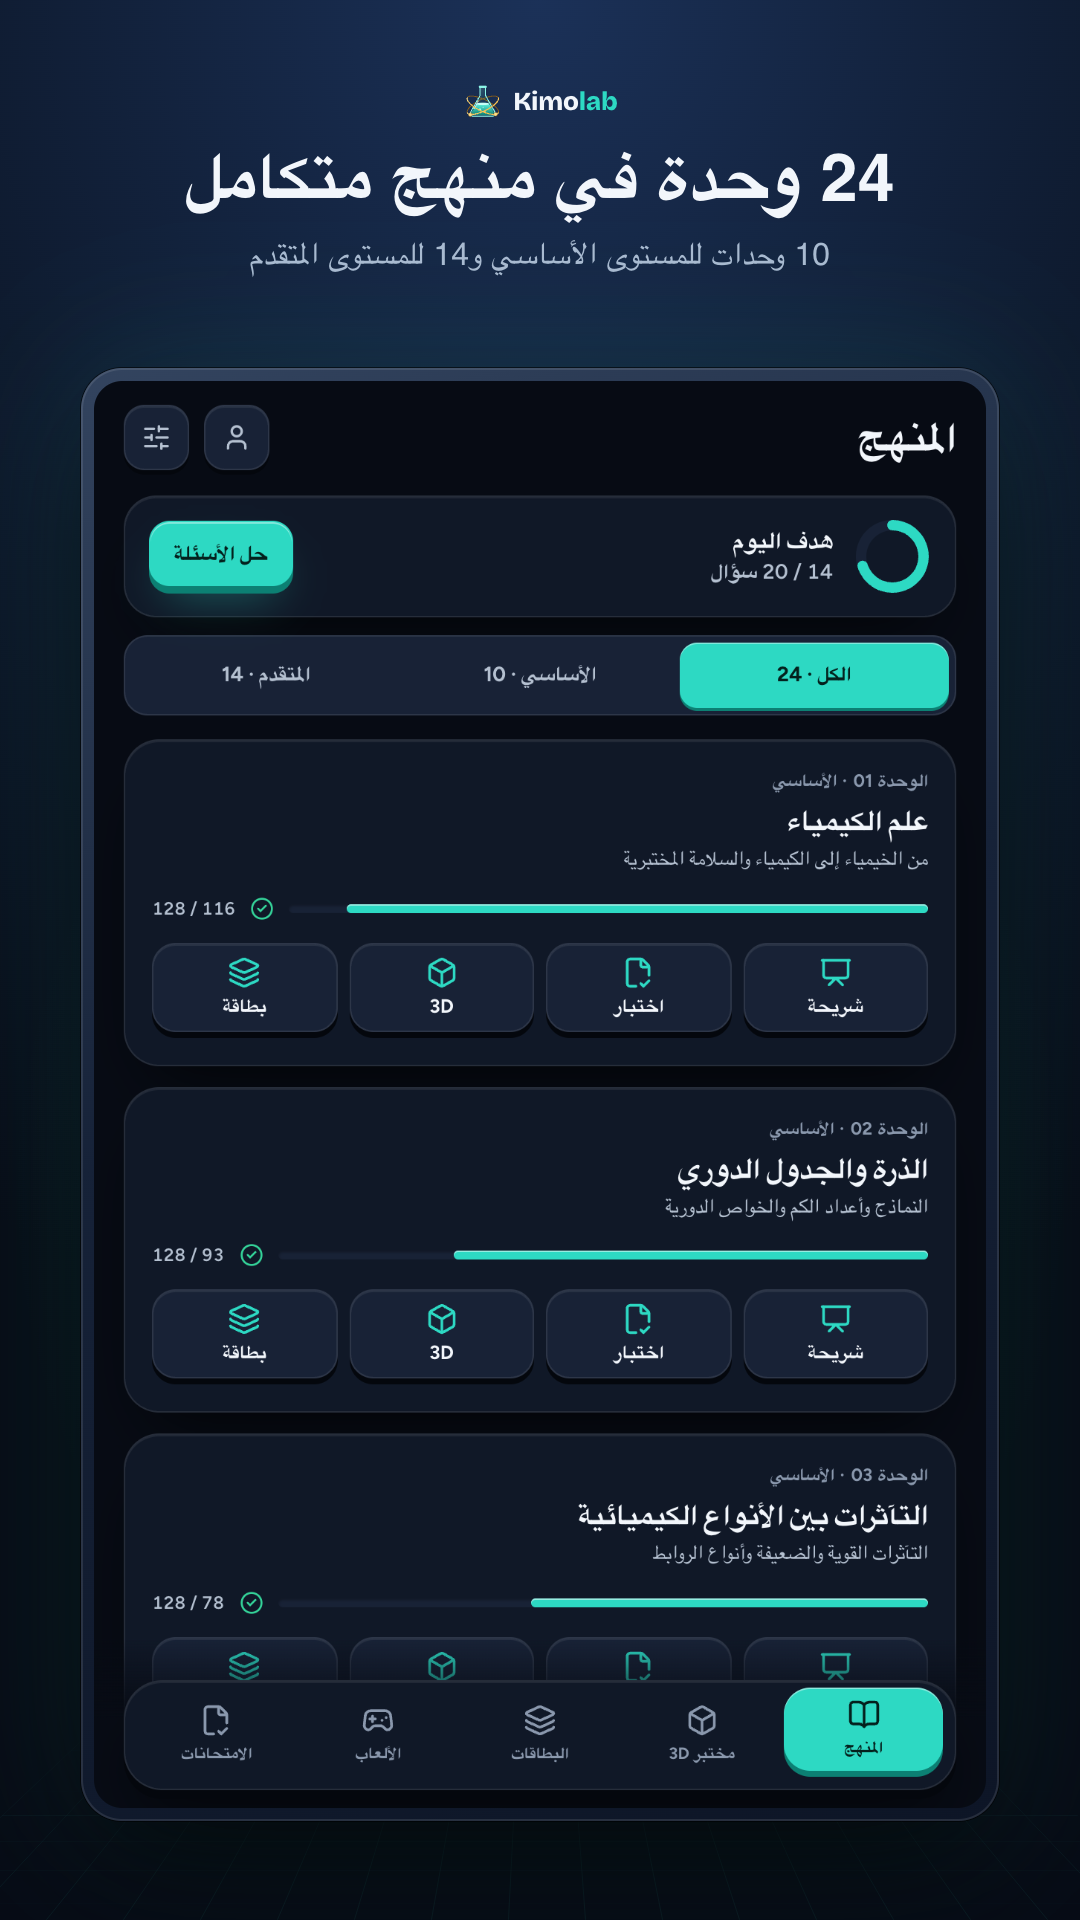 Kimolab
24 وحدة في منهج متكامل
10 وحدات للمستوى الأساسي و14 للمستوى المتقدم
المنهج
هدف اليوم
14 / 20 سؤال
حل الأسئلة
الكل · 24
الأساسي · 10
المتقدم · 14
الوحدة 01 · الأساسي
علم الكيمياء
من الخيمياء إلى الكيمياء والسلامة المختبرية
116 / 128
شريحة
اختبار
3D
بطاقة
الوحدة 02 · الأساسي
الذرة والجدول الدوري
النماذج وأعداد الكم والخواص الدورية
93 / 128
شريحة
اختبار
3D
بطاقة
الوحدة 03 · الأساسي
التآثرات بين الأنواع الكيميائية
التآثرات القوية والضعيفة وأنواع الروابط
78 / 128
المنهج
مختبر 3D
البطاقات
الألعاب
الامتحانات